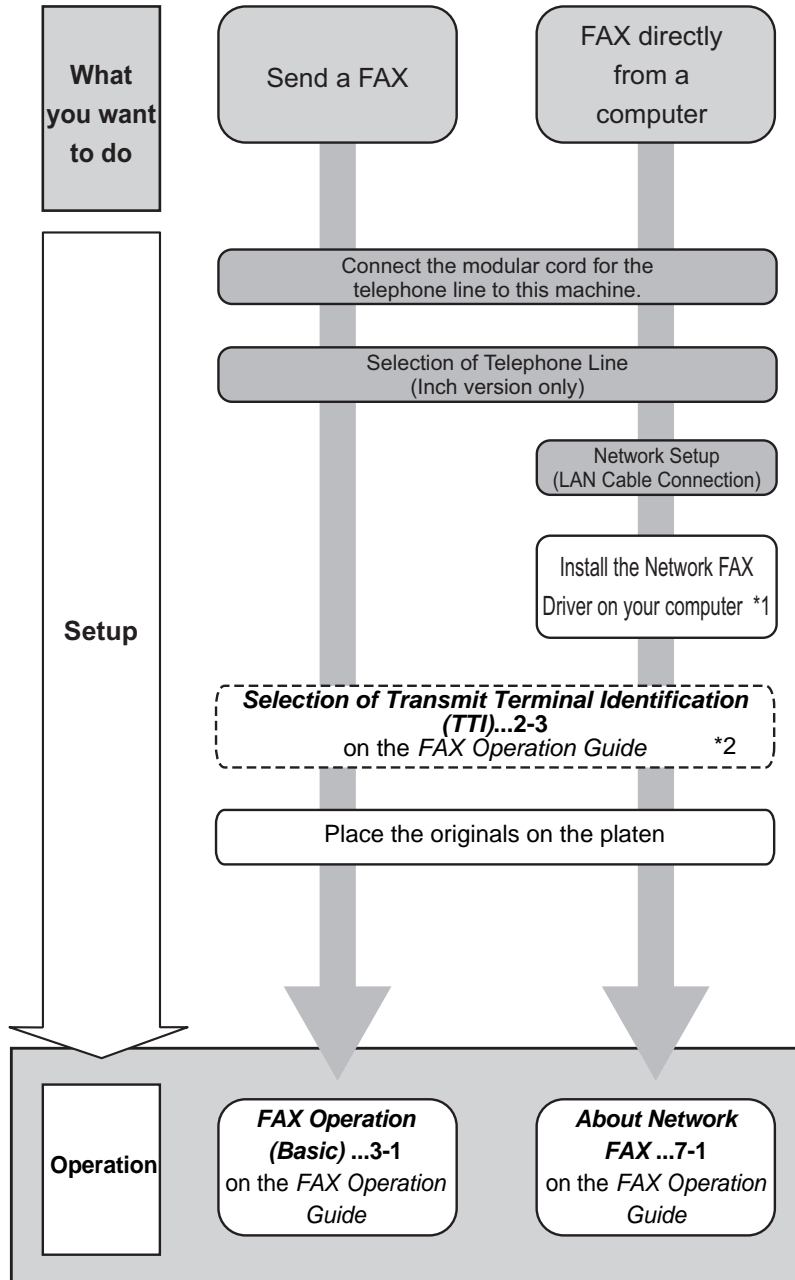 What
you want
to do
Send a FAX
FAX directly
from a
computer
Setup
Connect the modular cord for the
telephone line to this machine.
Selection of Telephone Line
(Inch version only)
Network Setup
(LAN Cable Connection)
Install the Network FAX
Driver on your computer *1
Selection of Transmit Terminal Identification
(TTI)...2-3
on the FAX Operation Guide *2
Place the originals on the platen
Operation
FAX Operation
(Basic) ...3-1
on the FAX Operation
Guide
About Network
FAX ...7-1
on the FAX Operation
Guide